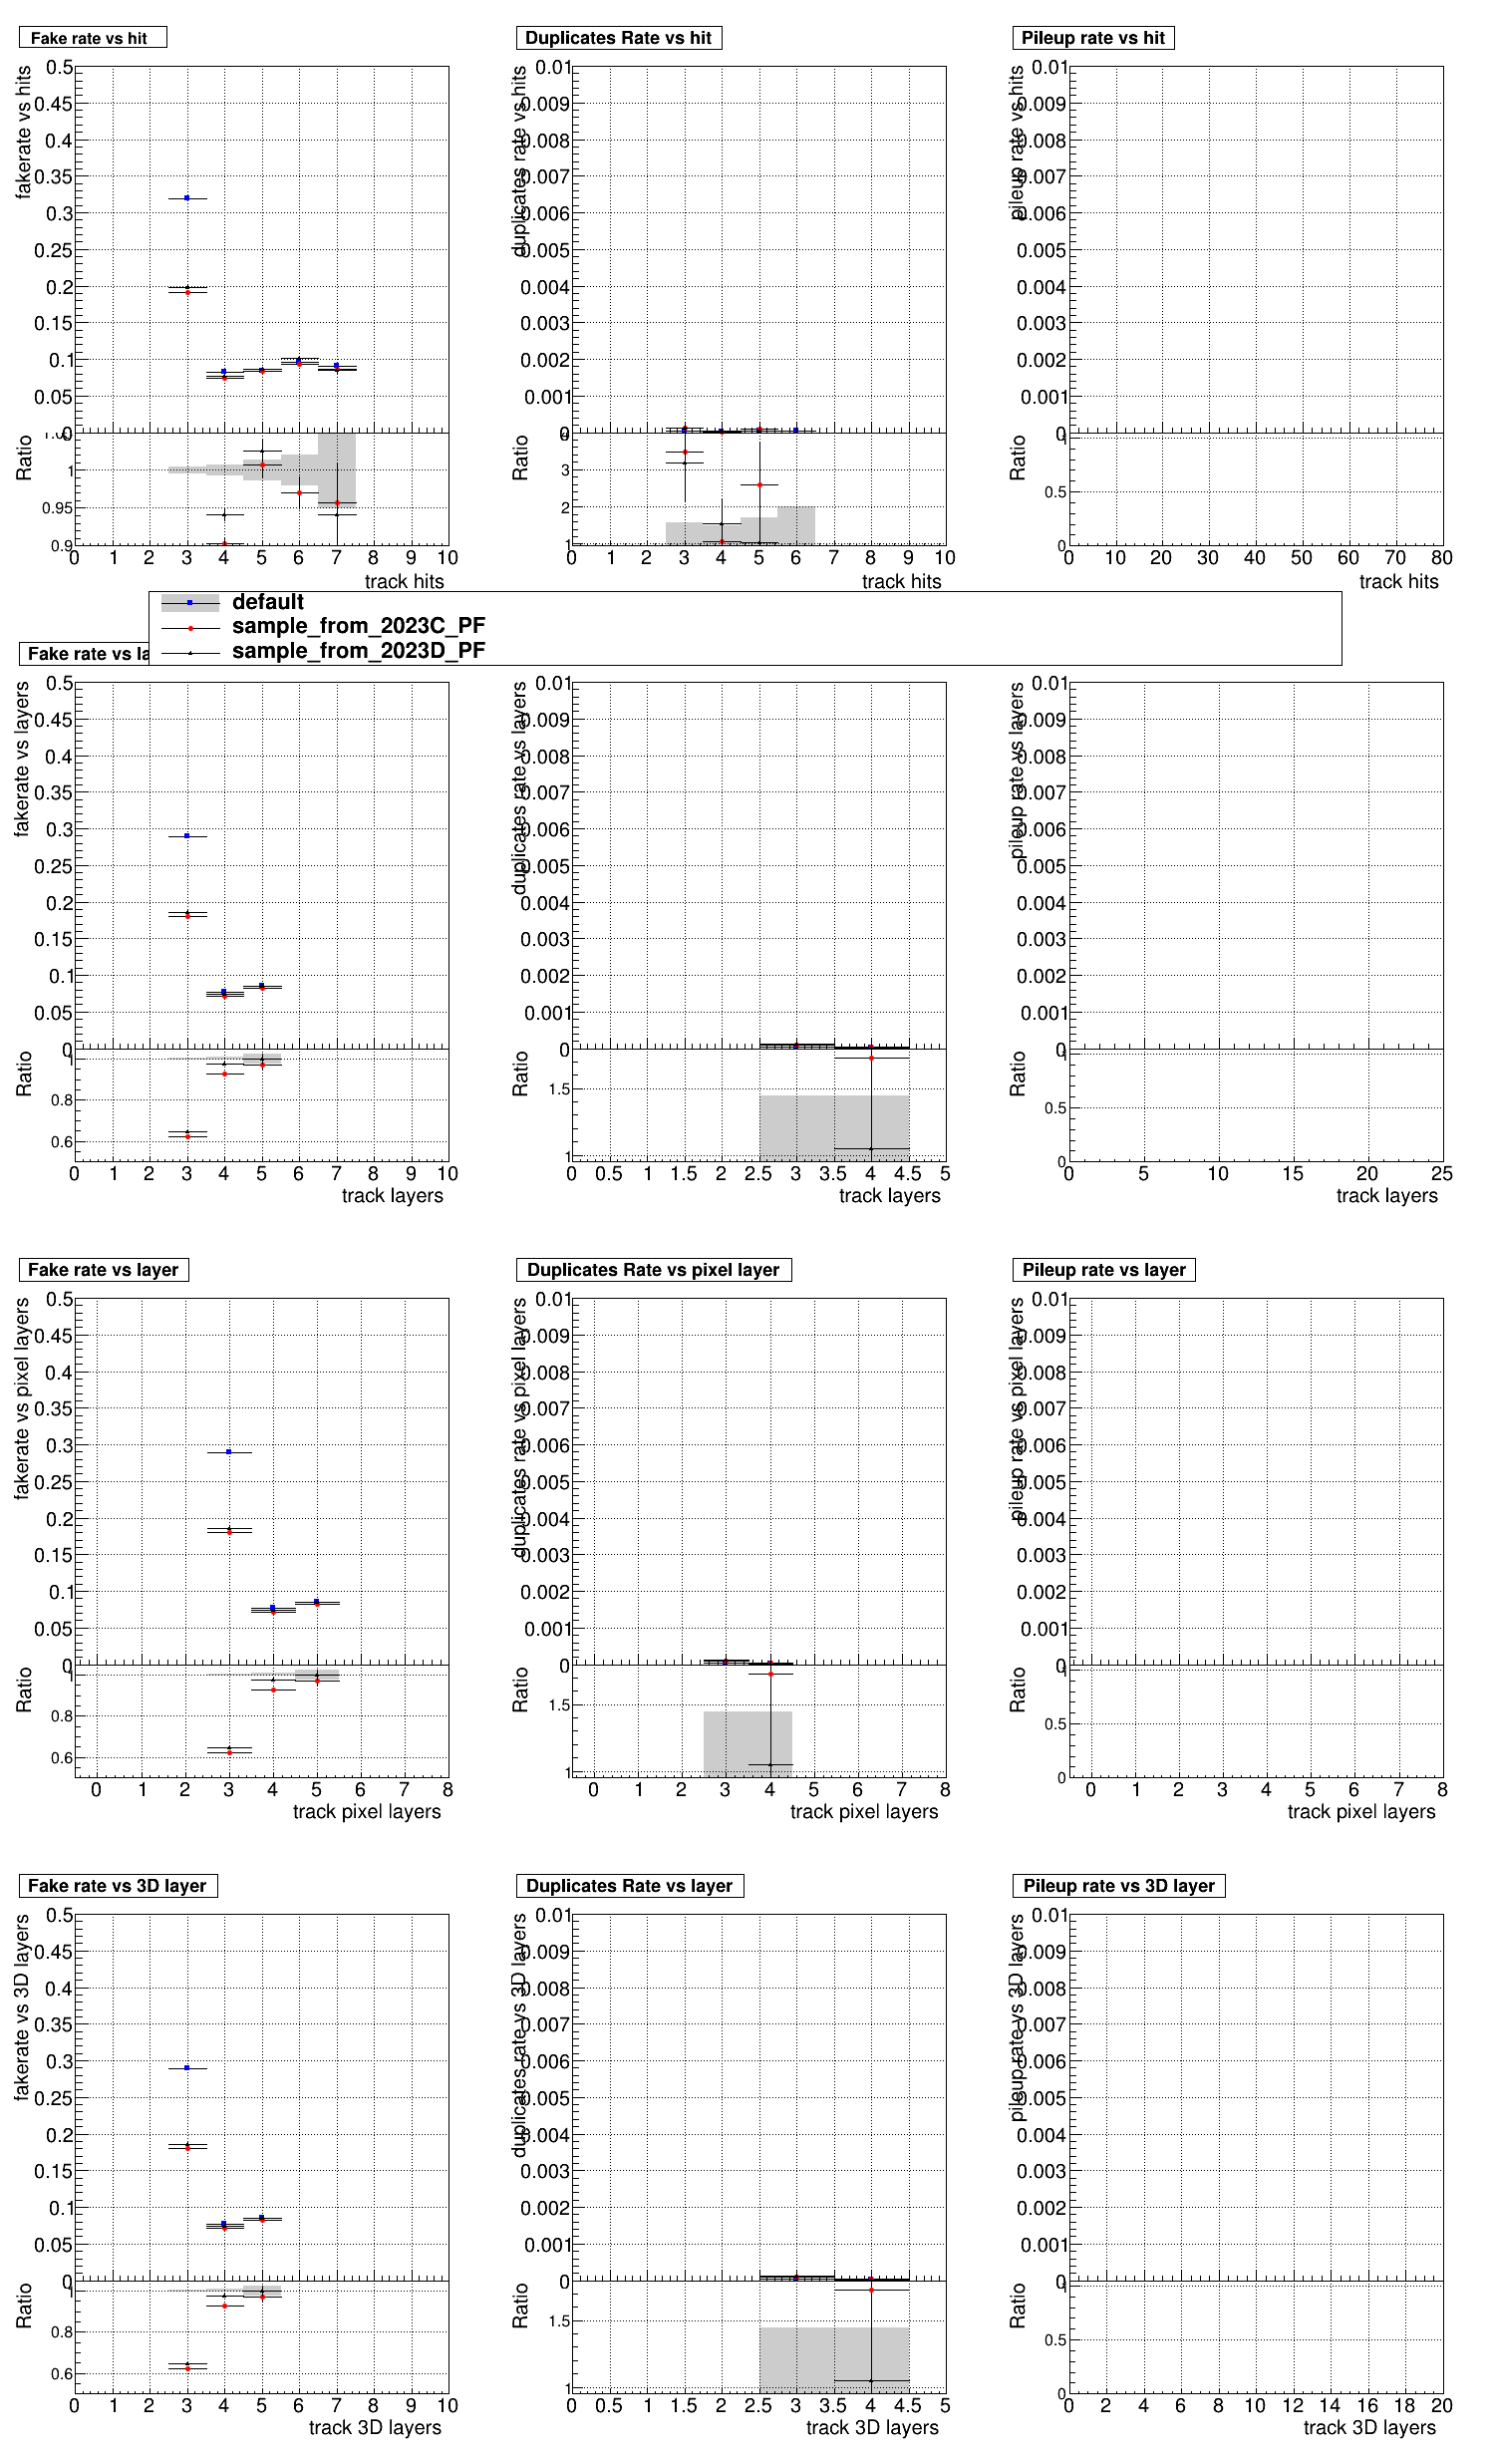 Fake rate vs hit
fakerate vs hits
0.5
0.45
0.4
0.35
0.3
0.25
0.2
0.15
0.1
0.05
0
Ratio
1
0.95
0.9
0 1 2 3 4 5 6 7 8 9 10
track hits
Duplicates Rate vs hit
duplicates rate vs hits
0.01
0.009
0.008
0.007
0.006
0.005
0.004
0.003
0.002
0.001
Ratio
3
2
1
0 1 2 3 4 5 6 7 8 9 10
track hits
Pileup rate vs hit
pileup rate vs hits
0.01
0.009
0.008
0.007
0.006
0.005
0.004
0.003
0.002
0.001
0
Ratio
1
0.5
0
0 10 20 30 40 50 60 70 80
track hits
default
sample_from_2023C_PF
sample_from_2023D_PF
Fake rate vs la
fakerate vs layers
0.5
0.45
0.4
0.35
0.3
0.25
0.2
0.15
0.1
0.05
0
Ratio
1
0.8
0.6
0 1 2 3 4 5 6 7 8 9 10
track layers
duplicates rate vs layers
0.01
0.009
0.008
0.007
0.006
0.005
0.004
0.003
0.002
0.001
0
Ratio
1.5
1
0 0.5 1 1.5 2 2.5 3 3.5 4 4.5 5
track layers
pileup rate vs layers
0.01
0.009
0.008
0.007
0.006
0.005
0.004
0.003
0.002
0.001
0
Ratio
1
0.5
0
0 5 10 15 20 25
track layers
Fake rate vs layer
fakerate vs pixel layers
0.5
0.45
0.4
0.35
0.3
0.25
0.2
0.15
0.1
0.05
0
Ratio
1
0.8
0.6
0 1 2 3 4 5 6 7 8
track pixel layers
Duplicates Rate vs pixel layer
duplicates rate vs pixel layers
0.01
0.009
0.008
0.007
0.006
0.005
0.004
0.003
0.002
0.001
0
Ratio
1.5
1
0 1 2 3 4 5 6 7 8
track pixel layers
Pileup rate vs layer
pileup rate vs pixel layers
0.01
0.009
0.008
0.007
0.006
0.005
0.004
0.003
0.002
0.001
0
Ratio
1
0.5
0
0 1 2 3 4 5 6 7 8
track pixel layers
Fake rate vs 3D layer
fakerate vs 3D layers
0.5
0.45
0.4
0.35
0.3
0.25
0.2
0.15
0.1
0.05
0
Ratio
1
0.8
0.6
0 1 2 3 4 5 6 7 8 9 10
track 3D layers
Duplicates Rate vs layer
duplicates rate vs 3D layers
0.01
0.009
0.008
0.007
0.006
0.005
0.004
0.003
0.002
0.001
0
Ratio
1.5
1
0 0.5 1 1.5 2 2.5 3 3.5 4 4.5 5
track 3D layers
Pileup rate vs 3D layer
pileup rate vs 3D layers
0.01
0.009
0.008
0.007
0.006
0.005
0.004
0.003
0.002
0.001
0
Ratio
1
0.5
0
0 2 4 6 8 10 12 14 16 18 20
track 3D layers